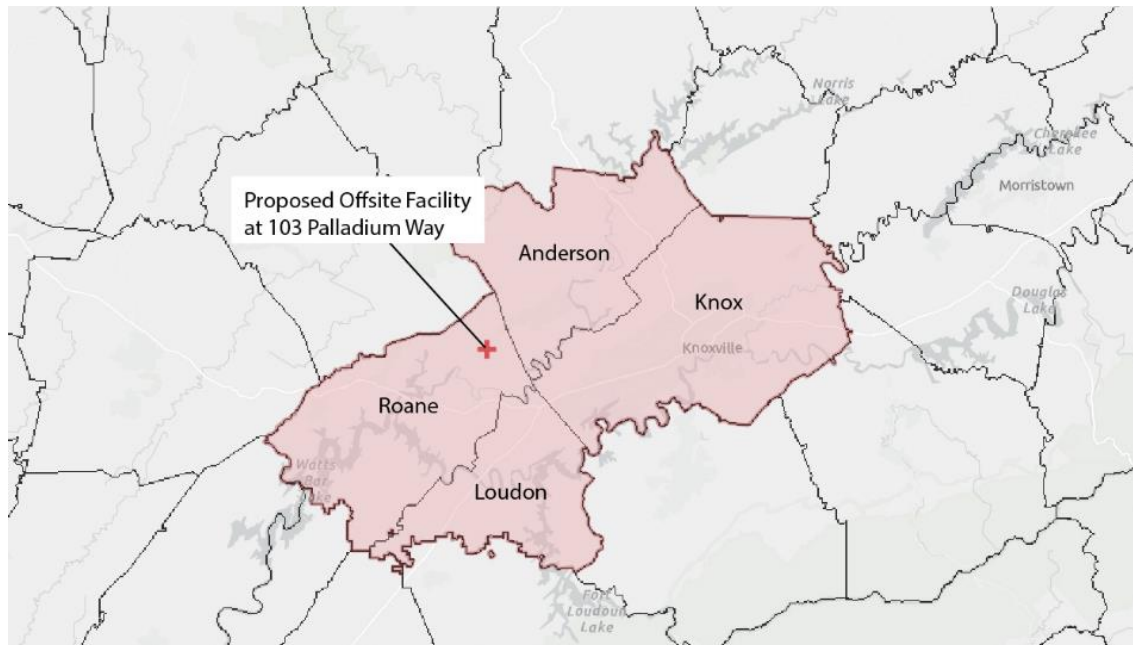 Norris
Lake
Cherokee
Lake
Morristown
Proposed Offsite Facility
at 103 Palladium Way
Anderson
Knox
Douglas
Lake
Knoxville
Roane
Watts
Bar
Lake
Loudon
Fort
Loudoun
Lake